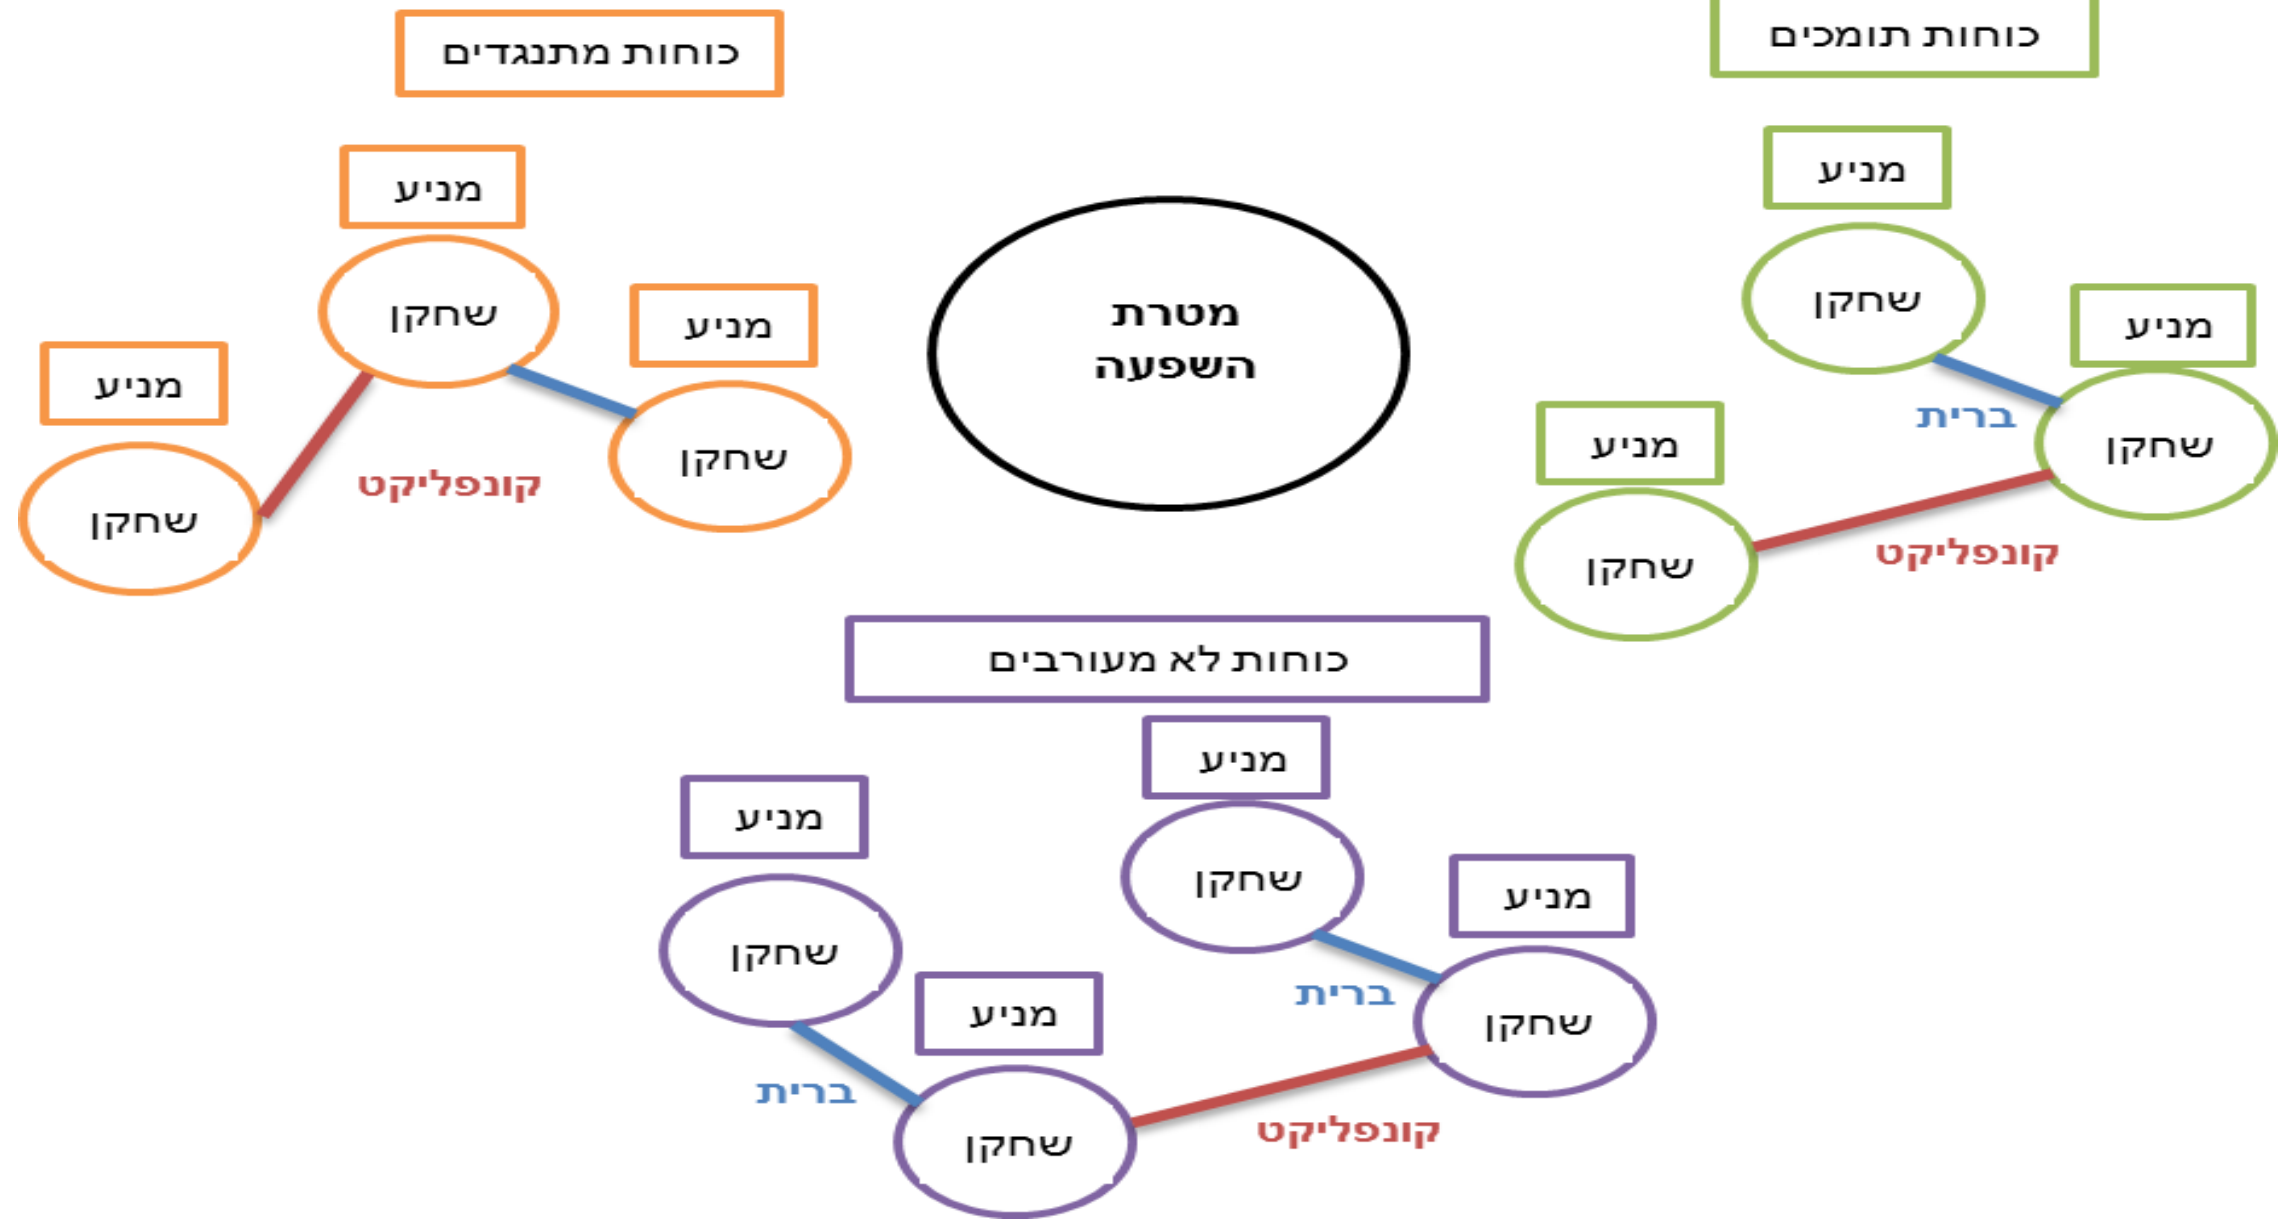 כוחות תומכים
כוחות מתנגדים
מניע
שחקן
מניע
שחקן
ברית
מניע
שחקן
קונפליקט
מטרת
השפעה
מניע
שחקן
מניע
שחקן
מניע
שחקן
קונפליקט
כוחות לא מעורבים
מניע
שחקן
מניע
שחקן
ברית
מניע
שחקן
מניע
שחקן
ברית
קונפליקט